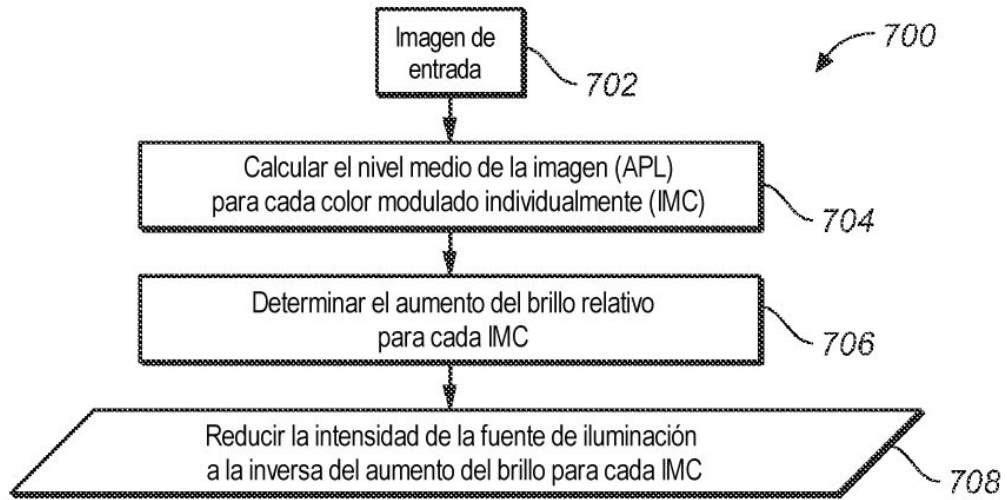 Imagen de
entrada
702
700
Calcular el nivel medio de la imagen (APL)
para cada color modulado individualmente (IMC)
704
Determinar el aumento del brillo relativo
para cada IMC
706
Reducir la intensidad de la fuente de iluminación
a la inversa del aumento del brillo para cada IMC
708